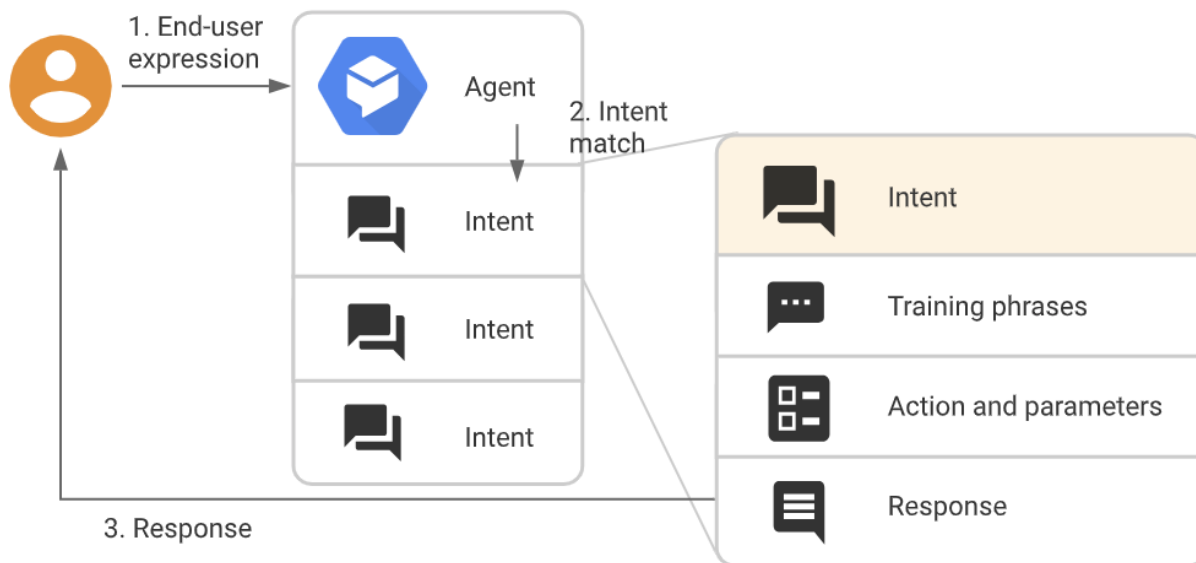 1. End-user
expression
Agent
2. Intent
match
Intent
Intent
Intent
Intent
Training phrases
Action and parameters
Response
3. Response